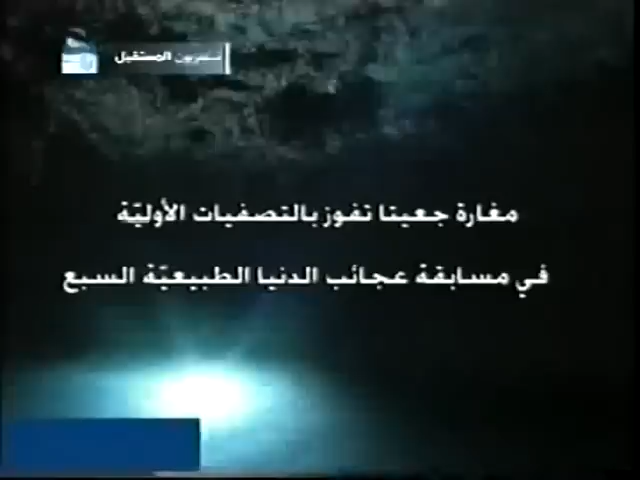 تلفزيون المستقبل
مغارة جعيتا تفوز بالتصفيات الأوليّة
في مسابقة عجائب الدنيا الطبيعيّة السبع